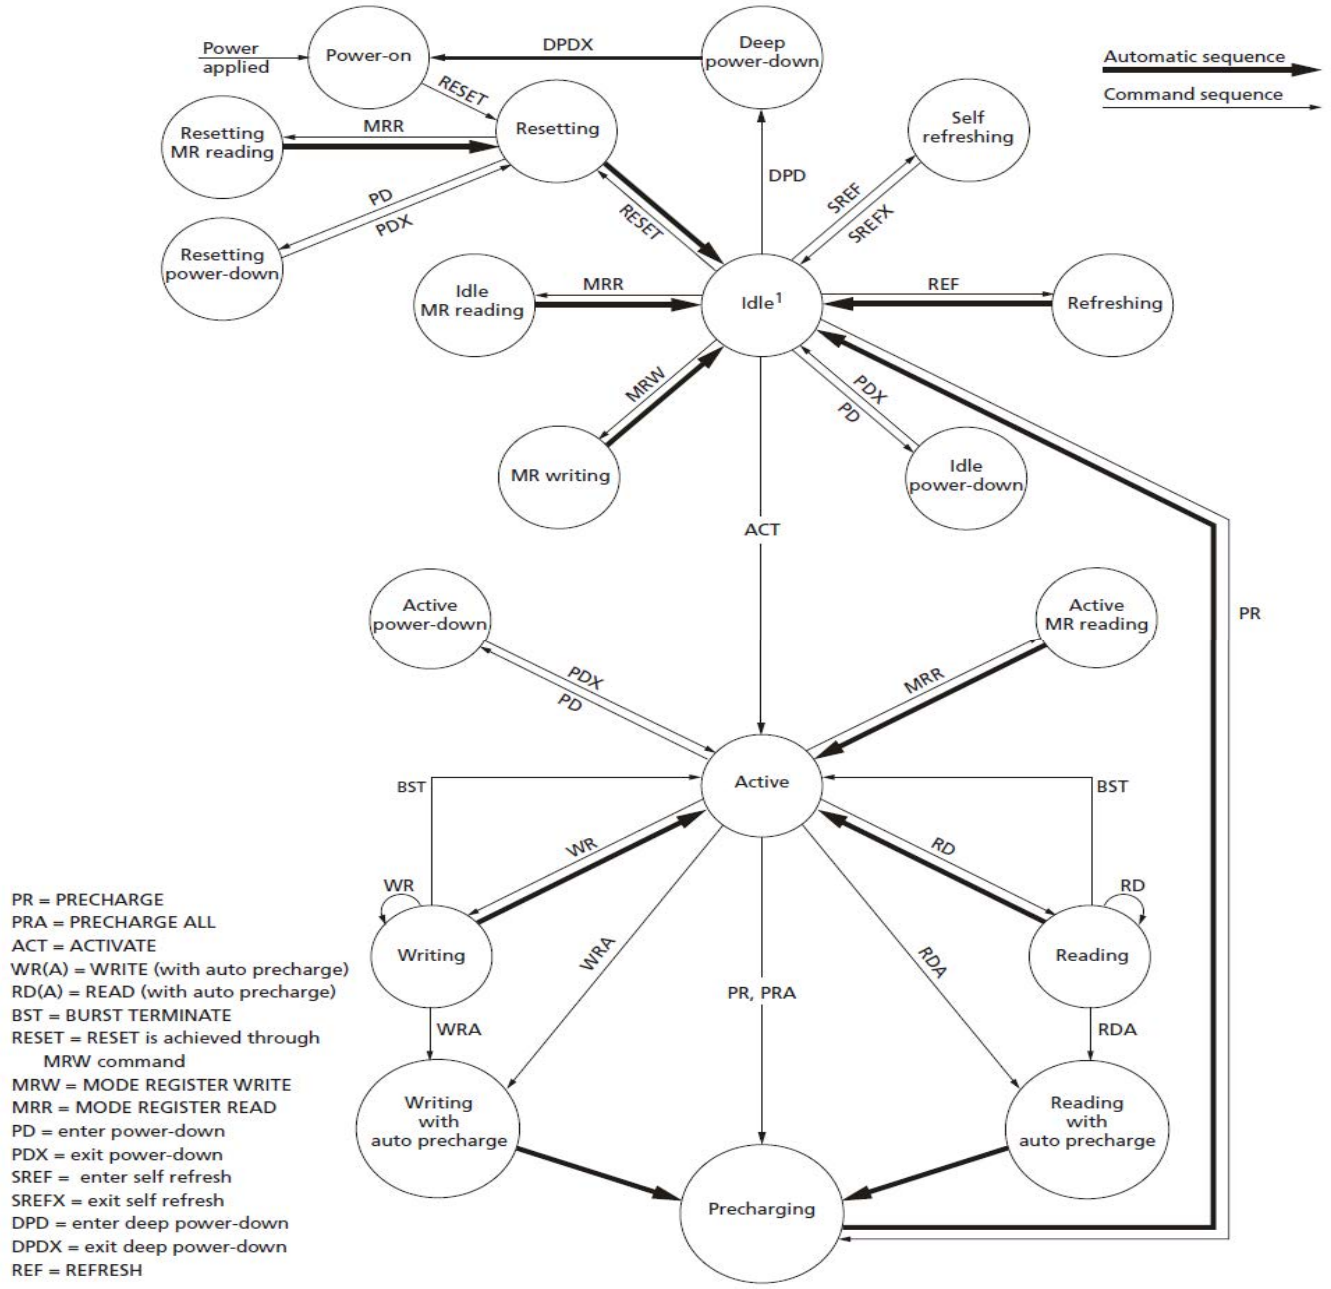 Power
applied
Power-on
DPDX
Deep
power-down
Automatic sequence
Command sequence
RESET
Resetting
MR reading
MRR
Resetting
Self
refreshing
DPD
SREF
SREFX
PD
PDX
RESET
Resetting
power-down
Idle
MR reading
MRR
Idle1
REF
Refreshing
MRW
PDX
PD
MR writing
Idle
power-down
ACT
Active
power-down
Active
MR reading
PR
PDX
PD
MRR
Active
BST
BST
WR
RD
WR
RD
Writing
Reading
WRA
RDA
PR, PRA
WRA
RDA
Writing
with
auto precharge
Reading
with
auto precharge
Precharging
PR = PRECHARGE
PRA = PRECHARGE ALL
ACT = ACTIVATE
WR(A) = WRITE (with auto precharge)
RD(A) = READ (with auto precharge)
BST = BURST TERMINATE
RESET = RESET is achieved through
MRW command
MRW = MODE REGISTER WRITE
MRR = MODE REGISTER READ
PD = enter power-down
PDX = exit power-down
SREF = enter self refresh
SREFX = exit self refresh
DPD = enter deep power-down
DPDX = exit deep power-down
REF = REFRESH